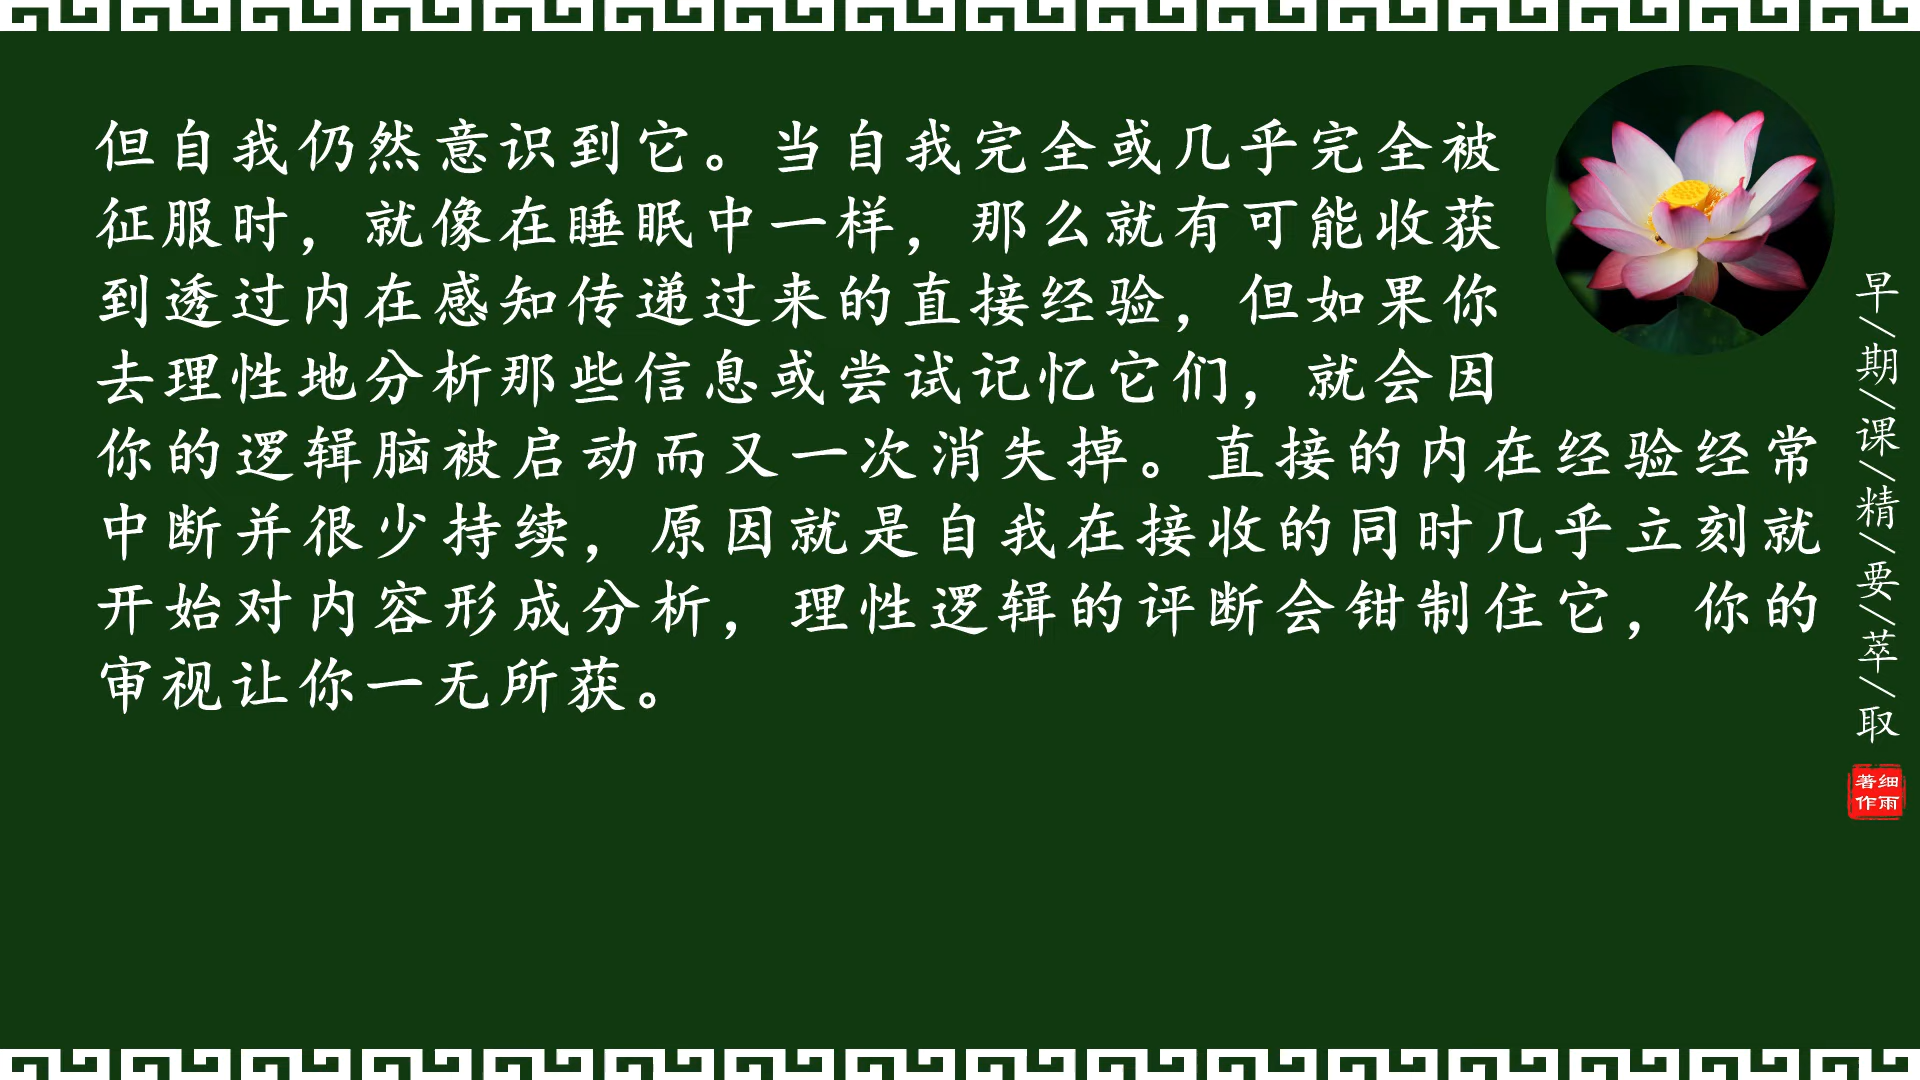 但自我仍然意识到它。当自我完全或几乎完全被
征服时，就像在睡眠中一样，那么就有可能收获
到透过内在感知传递过来的直接经验，但如果你
去理性地分析那些信息或尝试记忆它们，就会因
你的逻辑脑被启动而又一次消失掉。直接的内在经验经常
中断并很少持续，原因就是自我在接收的同时几乎立刻就
开始对内容形成分析，理性逻辑的评断会钳制住它，你的
审视让你一无所获。
早/期/课/精/要/萃/取
细雨
著作